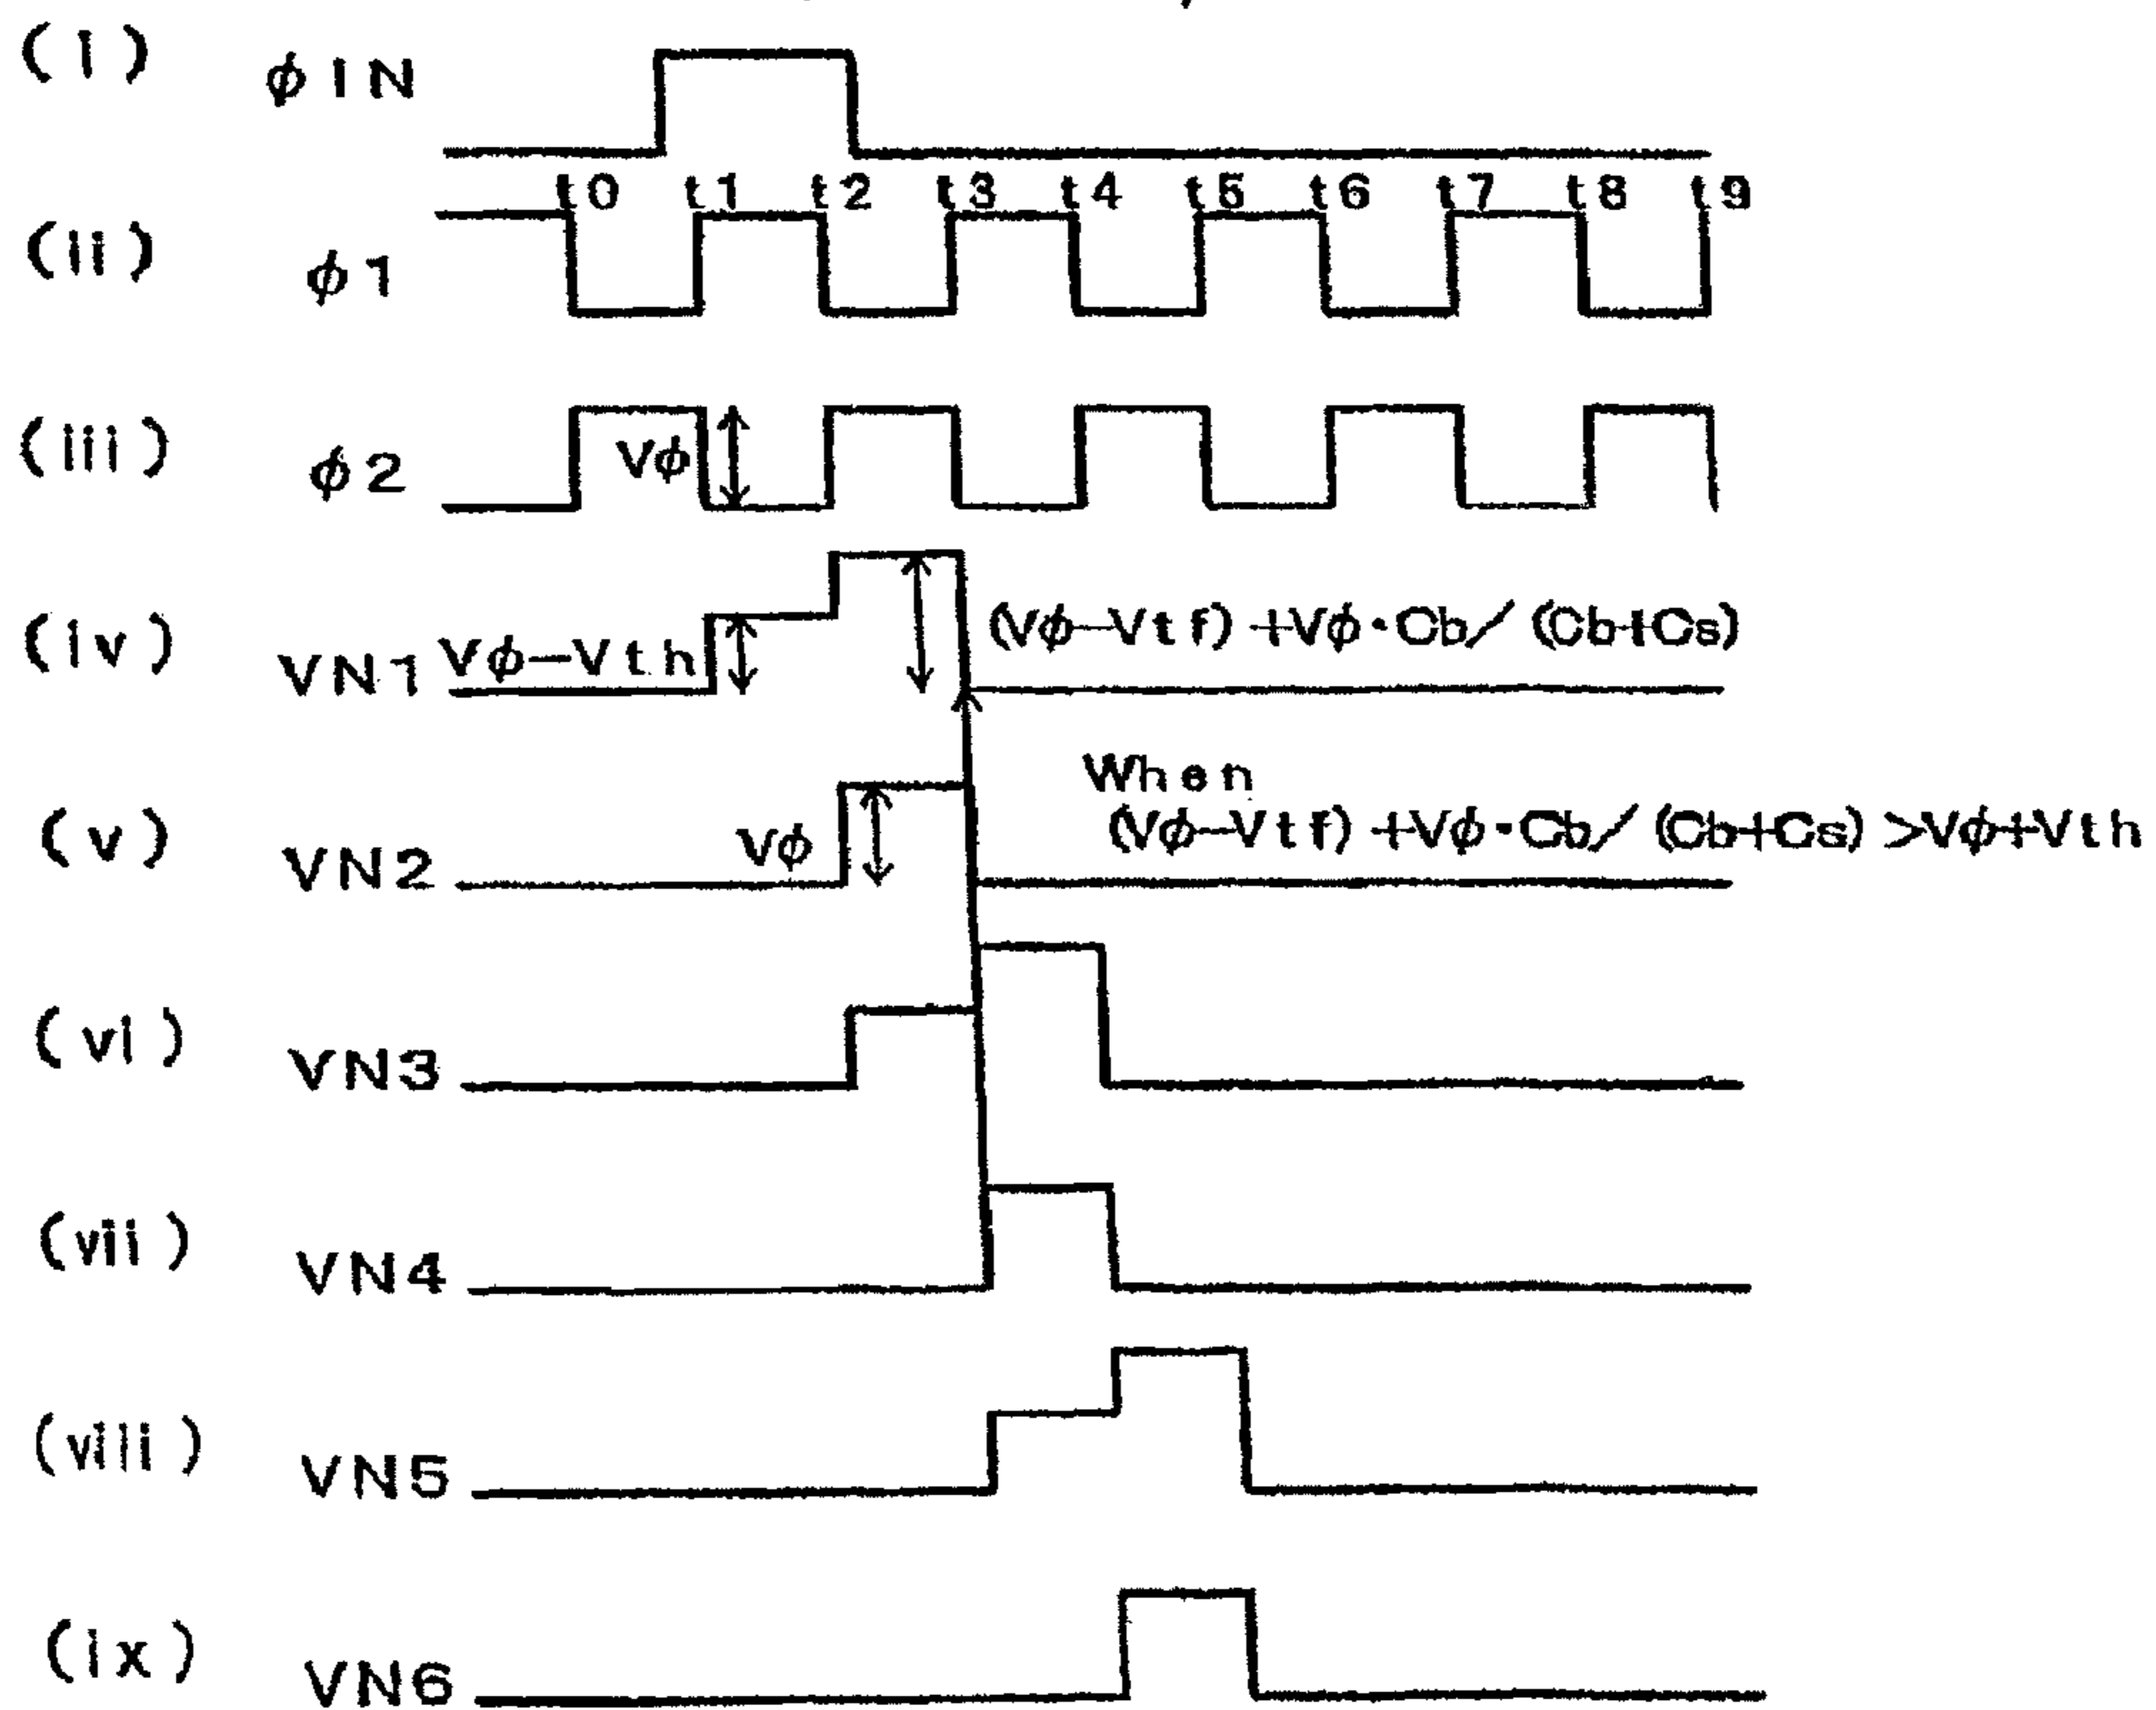 (i) φIN
t0 t1 t2 t3 t4 t5 t6 t7 t8 t9
(ii) φ1
(iii) φ2 Vφ
(iv) VN1 Vφ-Vth (Vφ-Vtf)+Vφ·Cb/(Cb+Cs)
When
(v) VN2 Vφ (Vφ-Vtf)+Vφ·Cb/(Cb+Cs)>Vφ+Vth
(vi) VN3
(vii) VN4
(viii) VN5
(ix) VN6